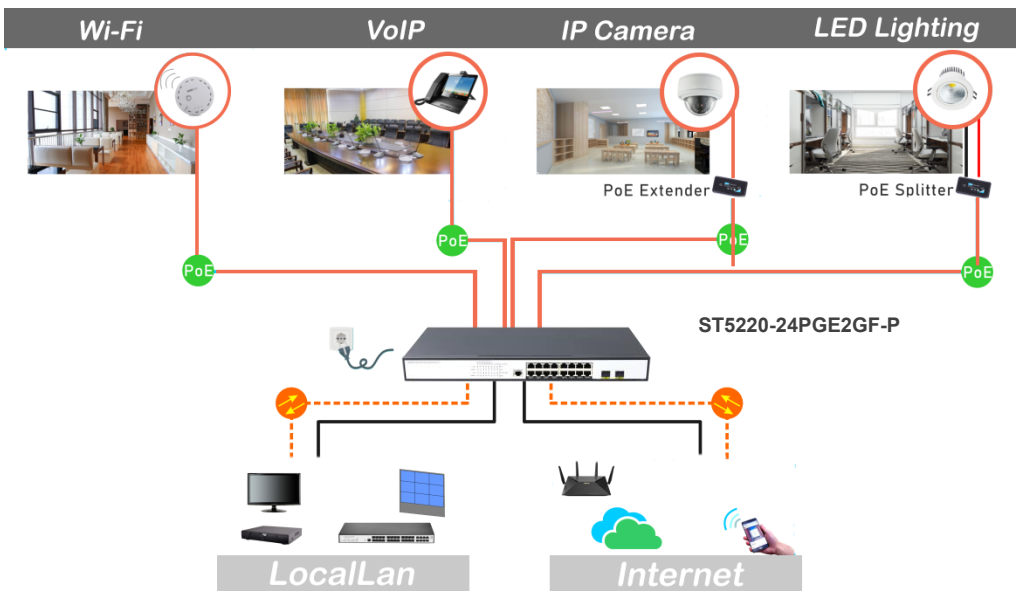 Wi-Fi
VoIP
IP Camera
LED Lighting
PoE Extender
PoE Splitter
PoE
PoE
PoE
PoE
ST5220-24PGE2GF-P
LocalLan
Internet